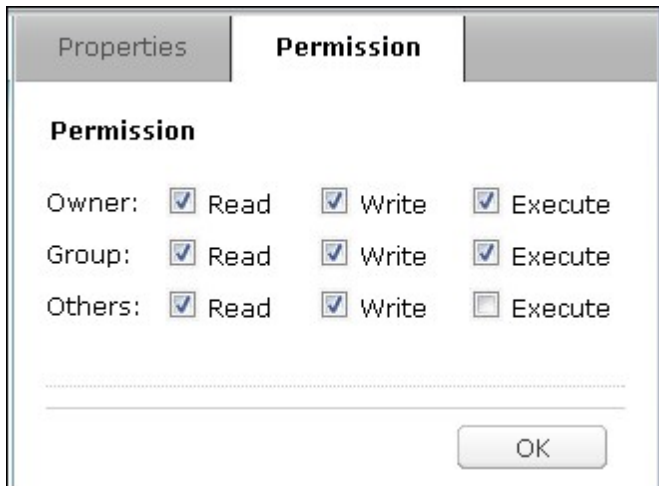 Properties Permission
Permission
Owner: Read Write Execute
Group: Read Write Execute
Others: Read Write Execute
OK